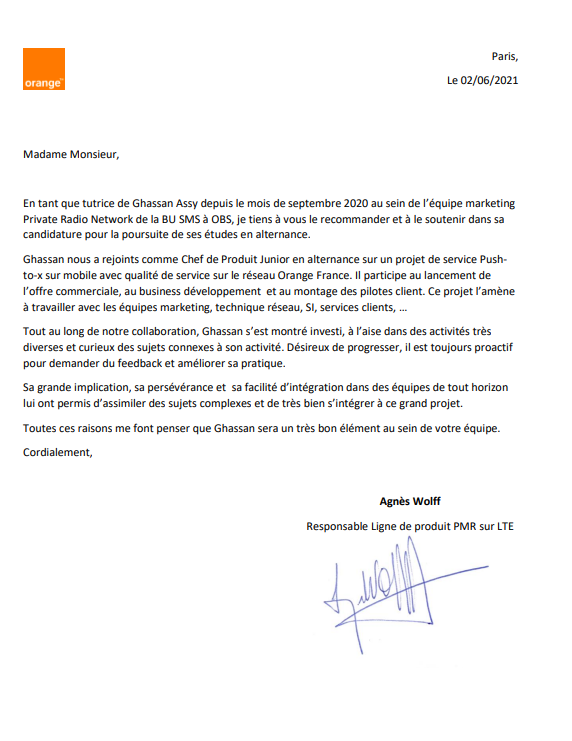 Paris,
orange™
Le 02/06/2021
Madame Monsieur,
En tant que tutrice de Ghassan Assy depuis le mois de septembre 2020 au sein de l’équipe marketing
Private Radio Network de la BU SMS à OBS, je tiens à vous le recommander et à le soutenir dans sa
candidature pour la poursuite de ses études en alternance.
Ghassan nous a rejoints comme Chef de Produit Junior en alternance sur un projet de service Push-
to-x sur mobile avec qualité de service sur le réseau Orange France. Il participe au lancement de
l’offre commerciale, au business développement  et au montage des pilotes client. Ce projet l’amène
à travailler avec les équipes marketing, technique réseau, SI, services clients, …
Tout au long de notre collaboration, Ghassan s’est montré investi, à l’aise dans des activités très
diverses et curieux des sujets connexes à son activité. Désireux de progresser, il est toujours proactif
pour demander du feedback et améliorer sa pratique.
Sa grande implication, sa persévérance et  sa facilité d’intégration dans des équipes de tout horizon
lui ont permis d’assimiler des sujets complexes et de très bien s’intégrer à ce grand projet.
Toutes ces raisons me font penser que Ghassan sera un très bon élément au sein de votre équipe.
Cordialement,
Agnès Wolff
Responsable Ligne de produit PMR sur LTE